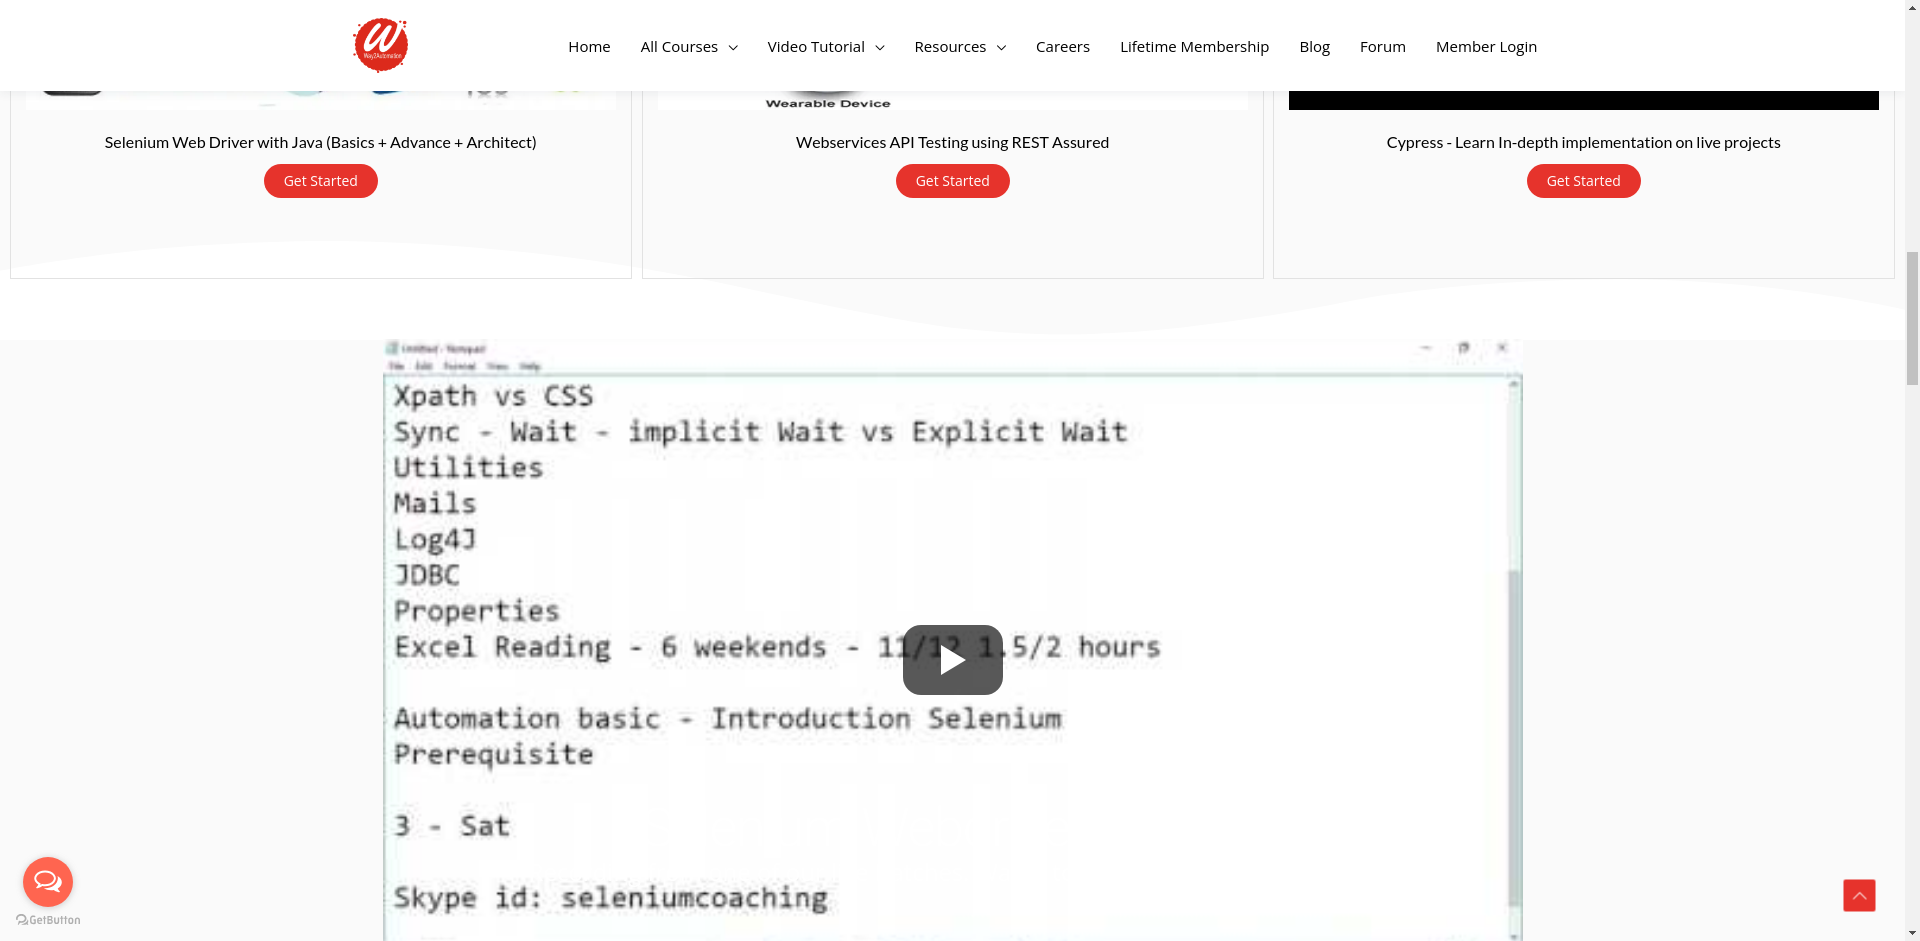 Way2Automation
Home
All Courses
Video Tutorial
Resources
Careers
Lifetime Membership
Blog
Forum
Member Login
Wearable Device
Selenium Web Driver with Java (Basics + Advance + Architect)
Get Started
Webservices API Testing using REST Assured
Get Started
Cypress - Learn In-depth implementation on live projects
Get Started
Untitled - Notepad
File Edit Format View Help
Xpath vs CSS
Sync - Wait - implicit Wait vs Explicit Wait
Utilities
Mails
Log4J
JDBC
Properties
Excel Reading - 6 weekends - 11/12 1.5/2 hours
Automation basic - Introduction Selenium
Prerequisite
3 - Sat
Skype id: seleniumcoaching
GetButton